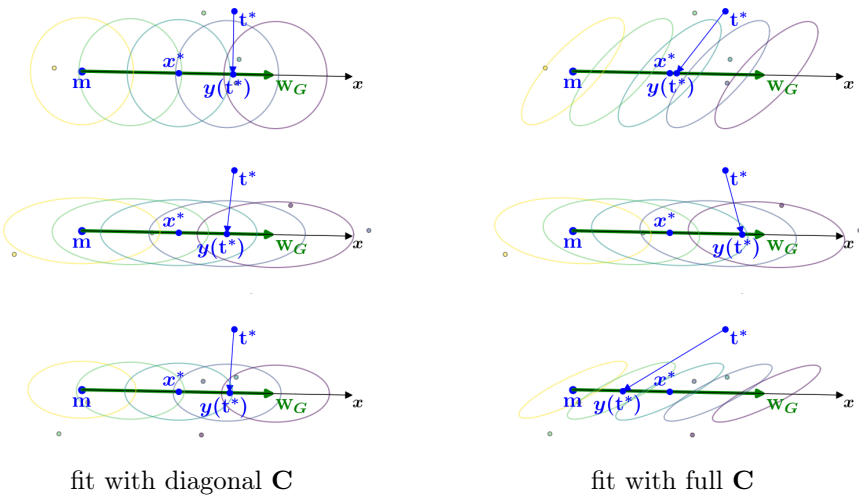 t*
t*
x*
x*
m
y(t*)
w_G
x
m
y(t*)
w_G
x
t*
t*
x*
x*
m
y(t*)
w_G
x
m
y(t*)
w_G
x
t*
t*
x*
x*
m
y(t*)
w_G
x
m
y(t*)
w_G
x
fit with diagonal C
fit with full C